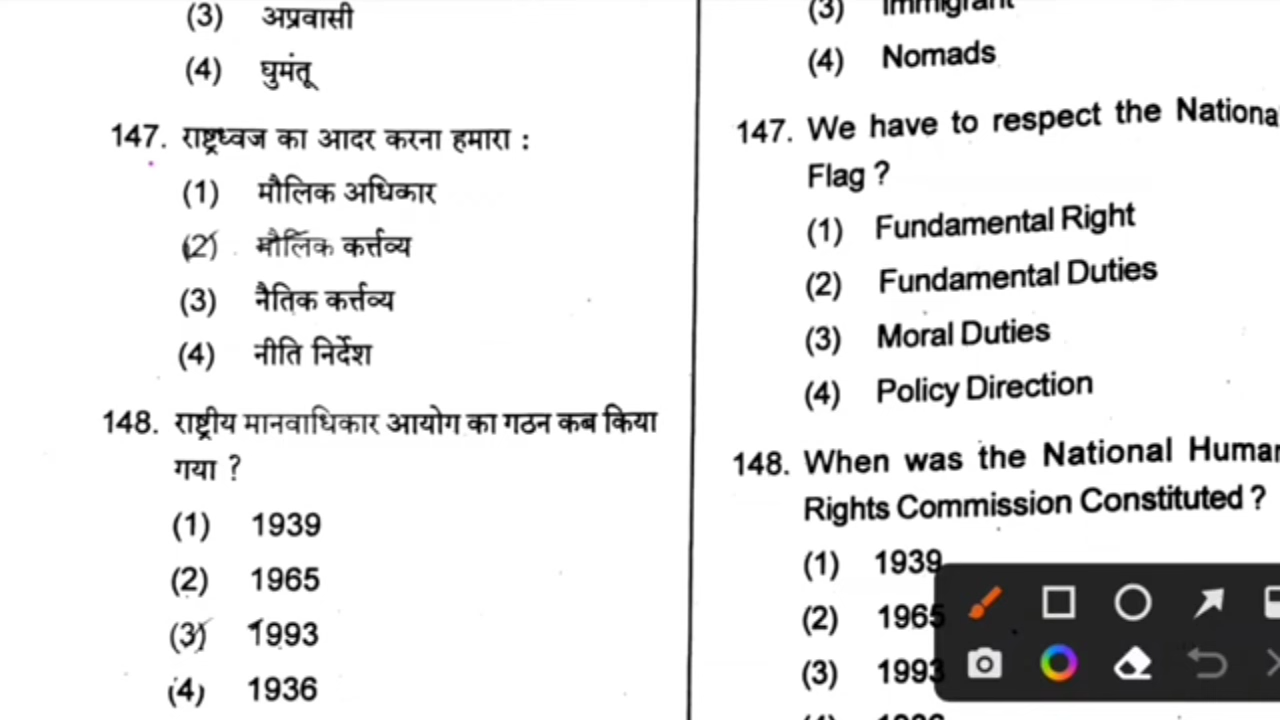 (3) अप्रवासी
(4) घुमंतू
147. राष्ट्रध्वज का आदर करना हमारा :
(1) मौलिक अधिकार
(2) मौलिक कर्त्तव्य
(3) नैतिक कर्त्तव्य
(4) नीति निर्देश
148. राष्ट्रीय मानवाधिकार आयोग का गठन कब किया
गया ?
(1) 1939
(2) 1965
(3) 1993
(4) 1936
(3) Immigrant
(4) Nomads
147. We have to respect the Nationa
Flag ?
(1) Fundamental Right
(2) Fundamental Duties
(3) Moral Duties
(4) Policy Direction
148. When was the National Human
Rights Commission Constituted ?
(1) 1939
(2) 1965
(3) 1993